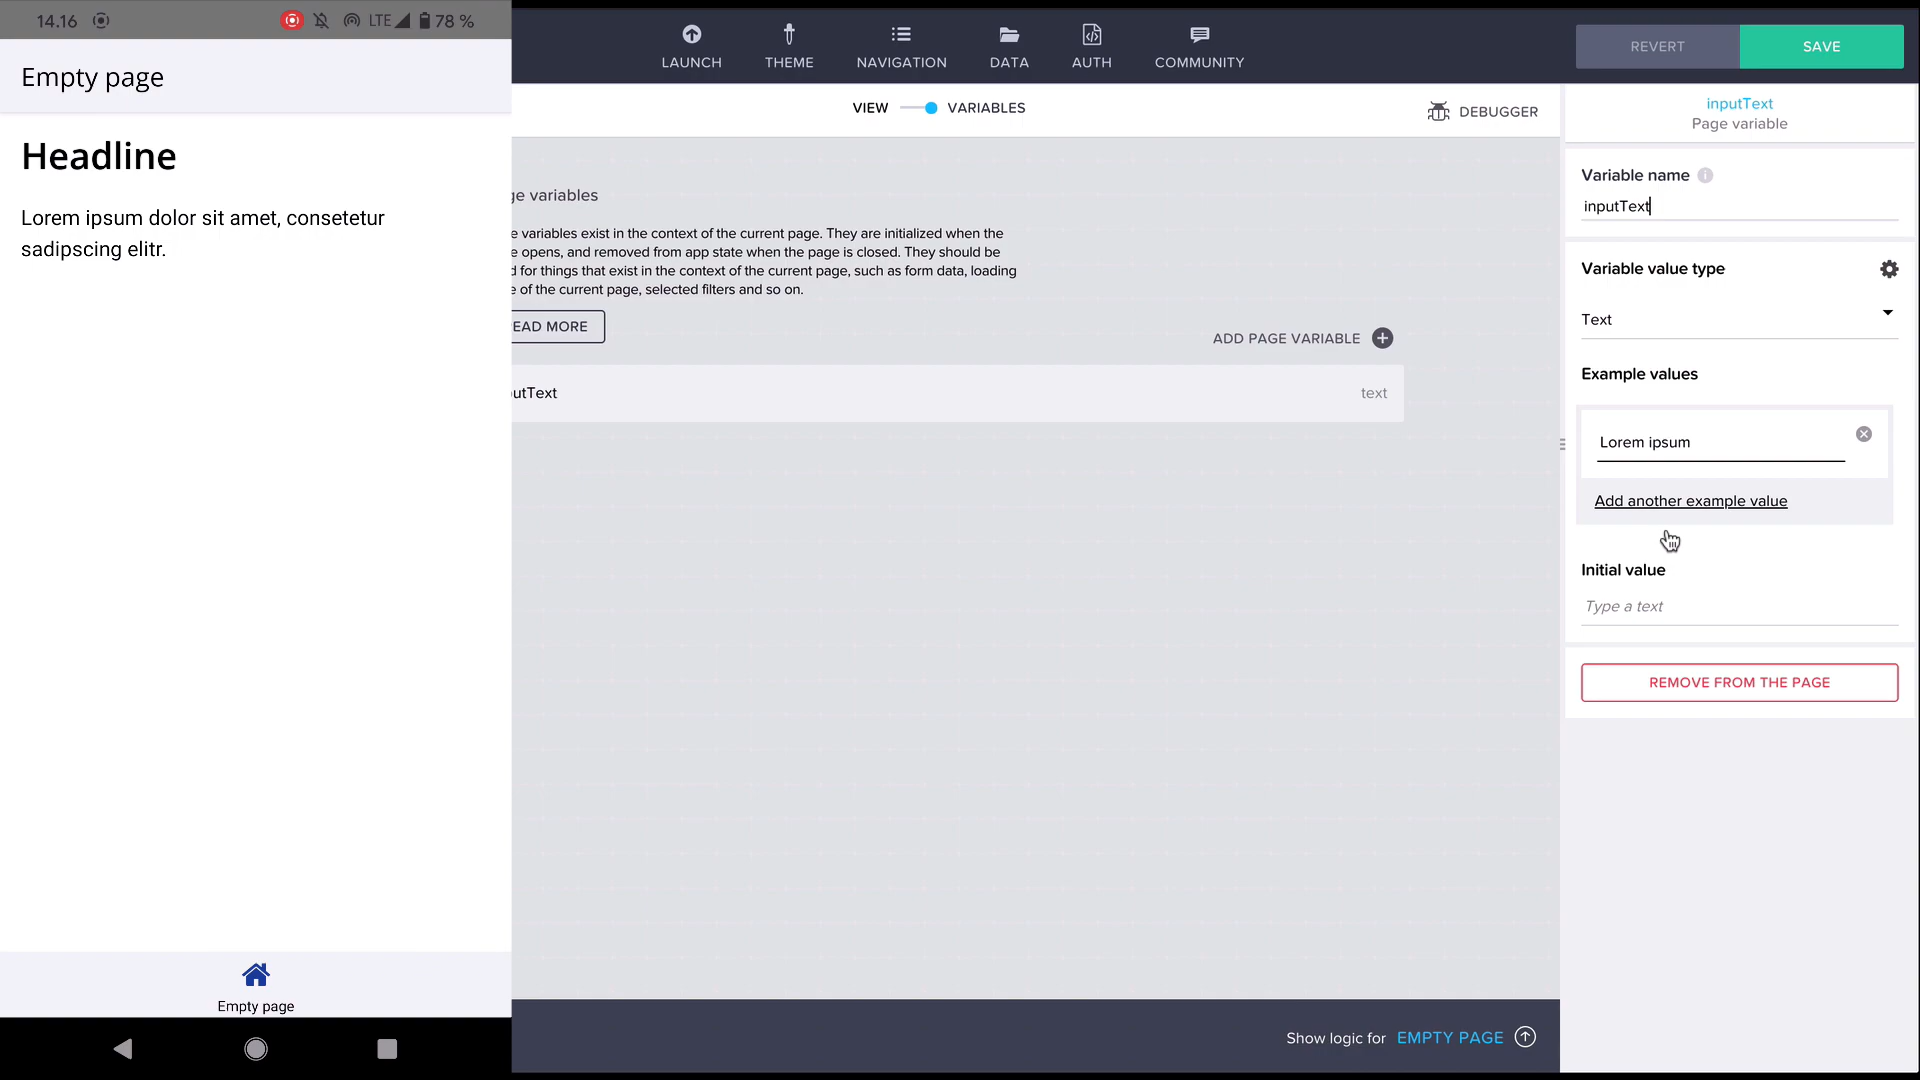 14.16
LTE
78 %
Empty page
Headline
Lorem ipsum dolor sit amet, consetetur
sadipscing elitr.
Empty page
LAUNCH
THEME
NAVIGATION
DATA
AUTH
COMMUNITY
REVERT
SAVE
VIEW
VARIABLES
DEBUGGER
ge variables
e variables exist in the context of the current page. They are initialized when the
e opens, and removed from app state when the page is closed. They should be
d for things that exist in the context of the current page, such as form data, loading
e of the current page, selected filters and so on.
EAD MORE
ADD PAGE VARIABLE
utText
text
Show logic for EMPTY PAGE
inputText
Page variable
Variable name
inputText
Variable value type
Text
Example values
Lorem ipsum
Add another example value
Initial value
Type a text
REMOVE FROM THE PAGE